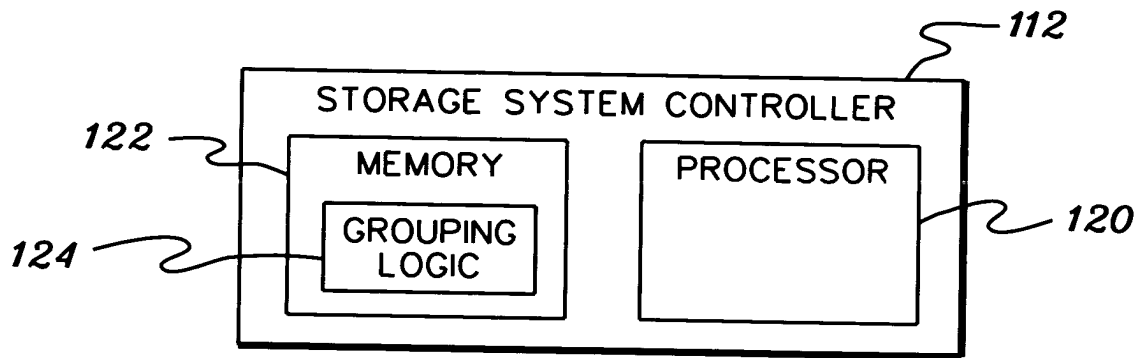 112
STORAGE SYSTEM CONTROLLER
122
MEMORY
PROCESSOR
GROUPING
LOGIC
124
120